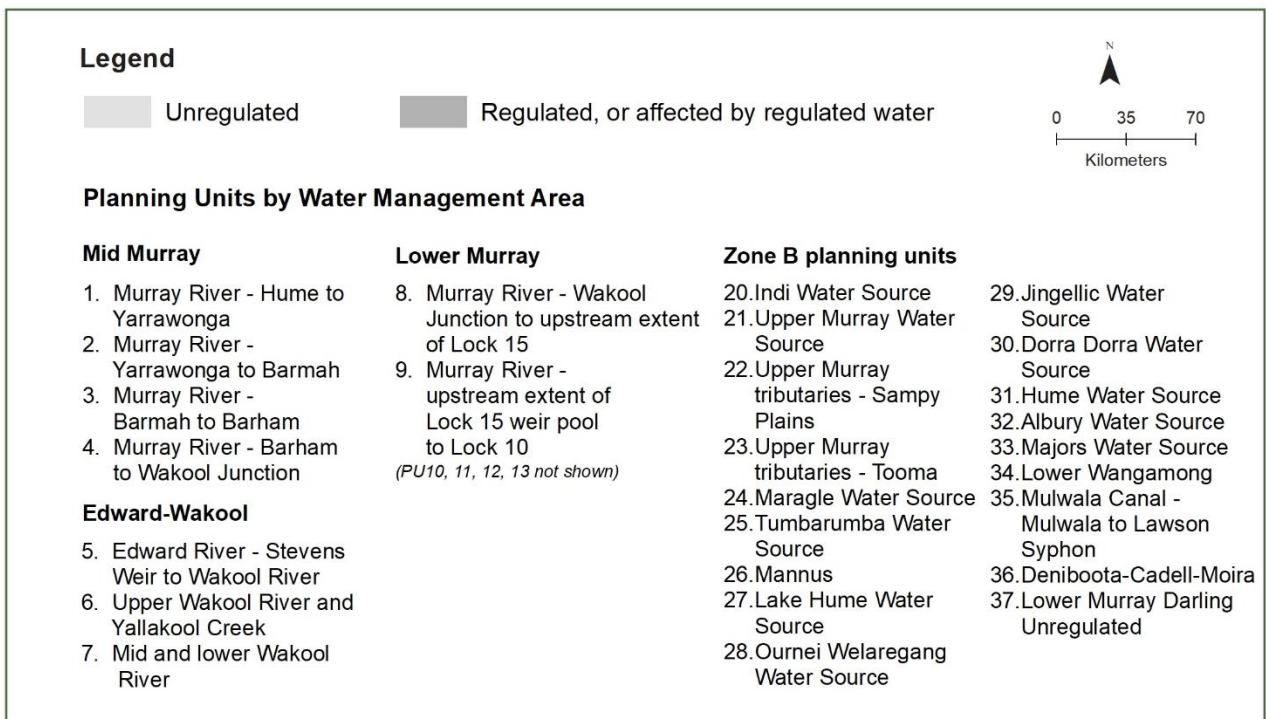 Legend
N
Unregulated
Regulated, or affected by regulated water
0 35 70
Kilometers
Planning Units by Water Management Area
Mid Murray
1. Murray River - Hume to
Yarrawonga
2. Murray River -
Yarrawonga to Barmah
3. Murray River -
Barmah to Barham
4. Murray River - Barham
to Wakool Junction
Edward-Wakool
5. Edward River - Stevens
Weir to Wakool River
6. Upper Wakool River and
Yallakool Creek
7. Mid and lower Wakool
River
Lower Murray
8. Murray River - Wakool
Junction to upstream extent
of Lock 15
9. Murray River -
upstream extent of
Lock 15 weir pool
to Lock 10
(PU10, 11, 12, 13 not shown)
Zone B planning units
20.Indi Water Source
21.Upper Murray Water
Source
22.Upper Murray
tributaries - Sampy
Plains
23.Upper Murray
tributaries - Tooma
24.Maragle Water Source
25.Tumbarumba Water
Source
26.Mannus
27.Lake Hume Water
Source
28.Ournei Welaregang
Water Source
29.Jingellic Water
Source
30.Dorra Dorra Water
Source
31.Hume Water Source
32.Albury Water Source
33.Majors Water Source
34.Lower Wangamong
35.Mulwala Canal -
Mulwala to Lawson
Syphon
36.Deniboota-Cadell-Moira
37.Lower Murray Darling
Unregulated